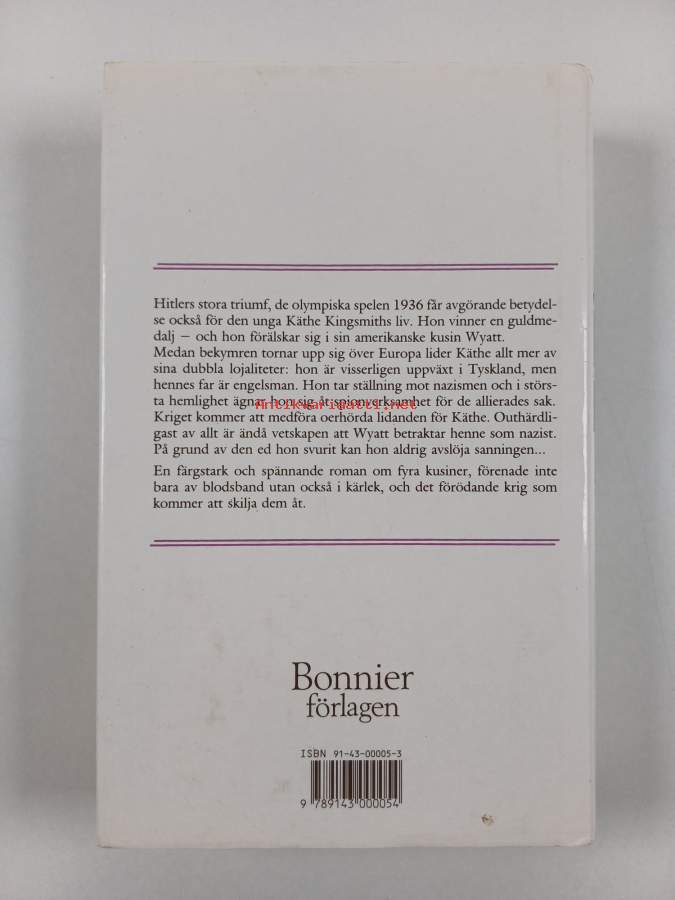 Hitlers stora triumf, de olympiska spelen 1936 får avgörande betydel-
se också för den unga Käthe Kingsmiths liv. Hon vinner en guldme-
dalj – och hon förälskar sig i sin amerikanske kusin Wyatt.
Medan bekymren tornar upp sig över Europa lider Käthe allt mer av
sina dubbla lojaliteter: hon är visserligen uppväxt i Tyskland, men
hennes far är engelsman. Hon tar ställning mot nazismen och i störs-
ta hemlighet ägnar hon sig åt spionverksamhet för de allierades sak.
Antikvariaatti.net
Kriget kommer att medföra oerhörda lidanden för Käthe. Outhärdli-
gast av allt är ändå vetskapen att Wyatt betraktar henne som nazist.
På grund av den ed hon svurit kan hon aldrig avslöja sanningen...
En färgstark och spännande roman om fyra kusiner, förenade inte
bara av blodsband utan också i kärlek, och det förödande krig som
kommer att skilja dem åt.
Bonnier
förlagen
ISBN 91-43-00005-3
9 789143 000054